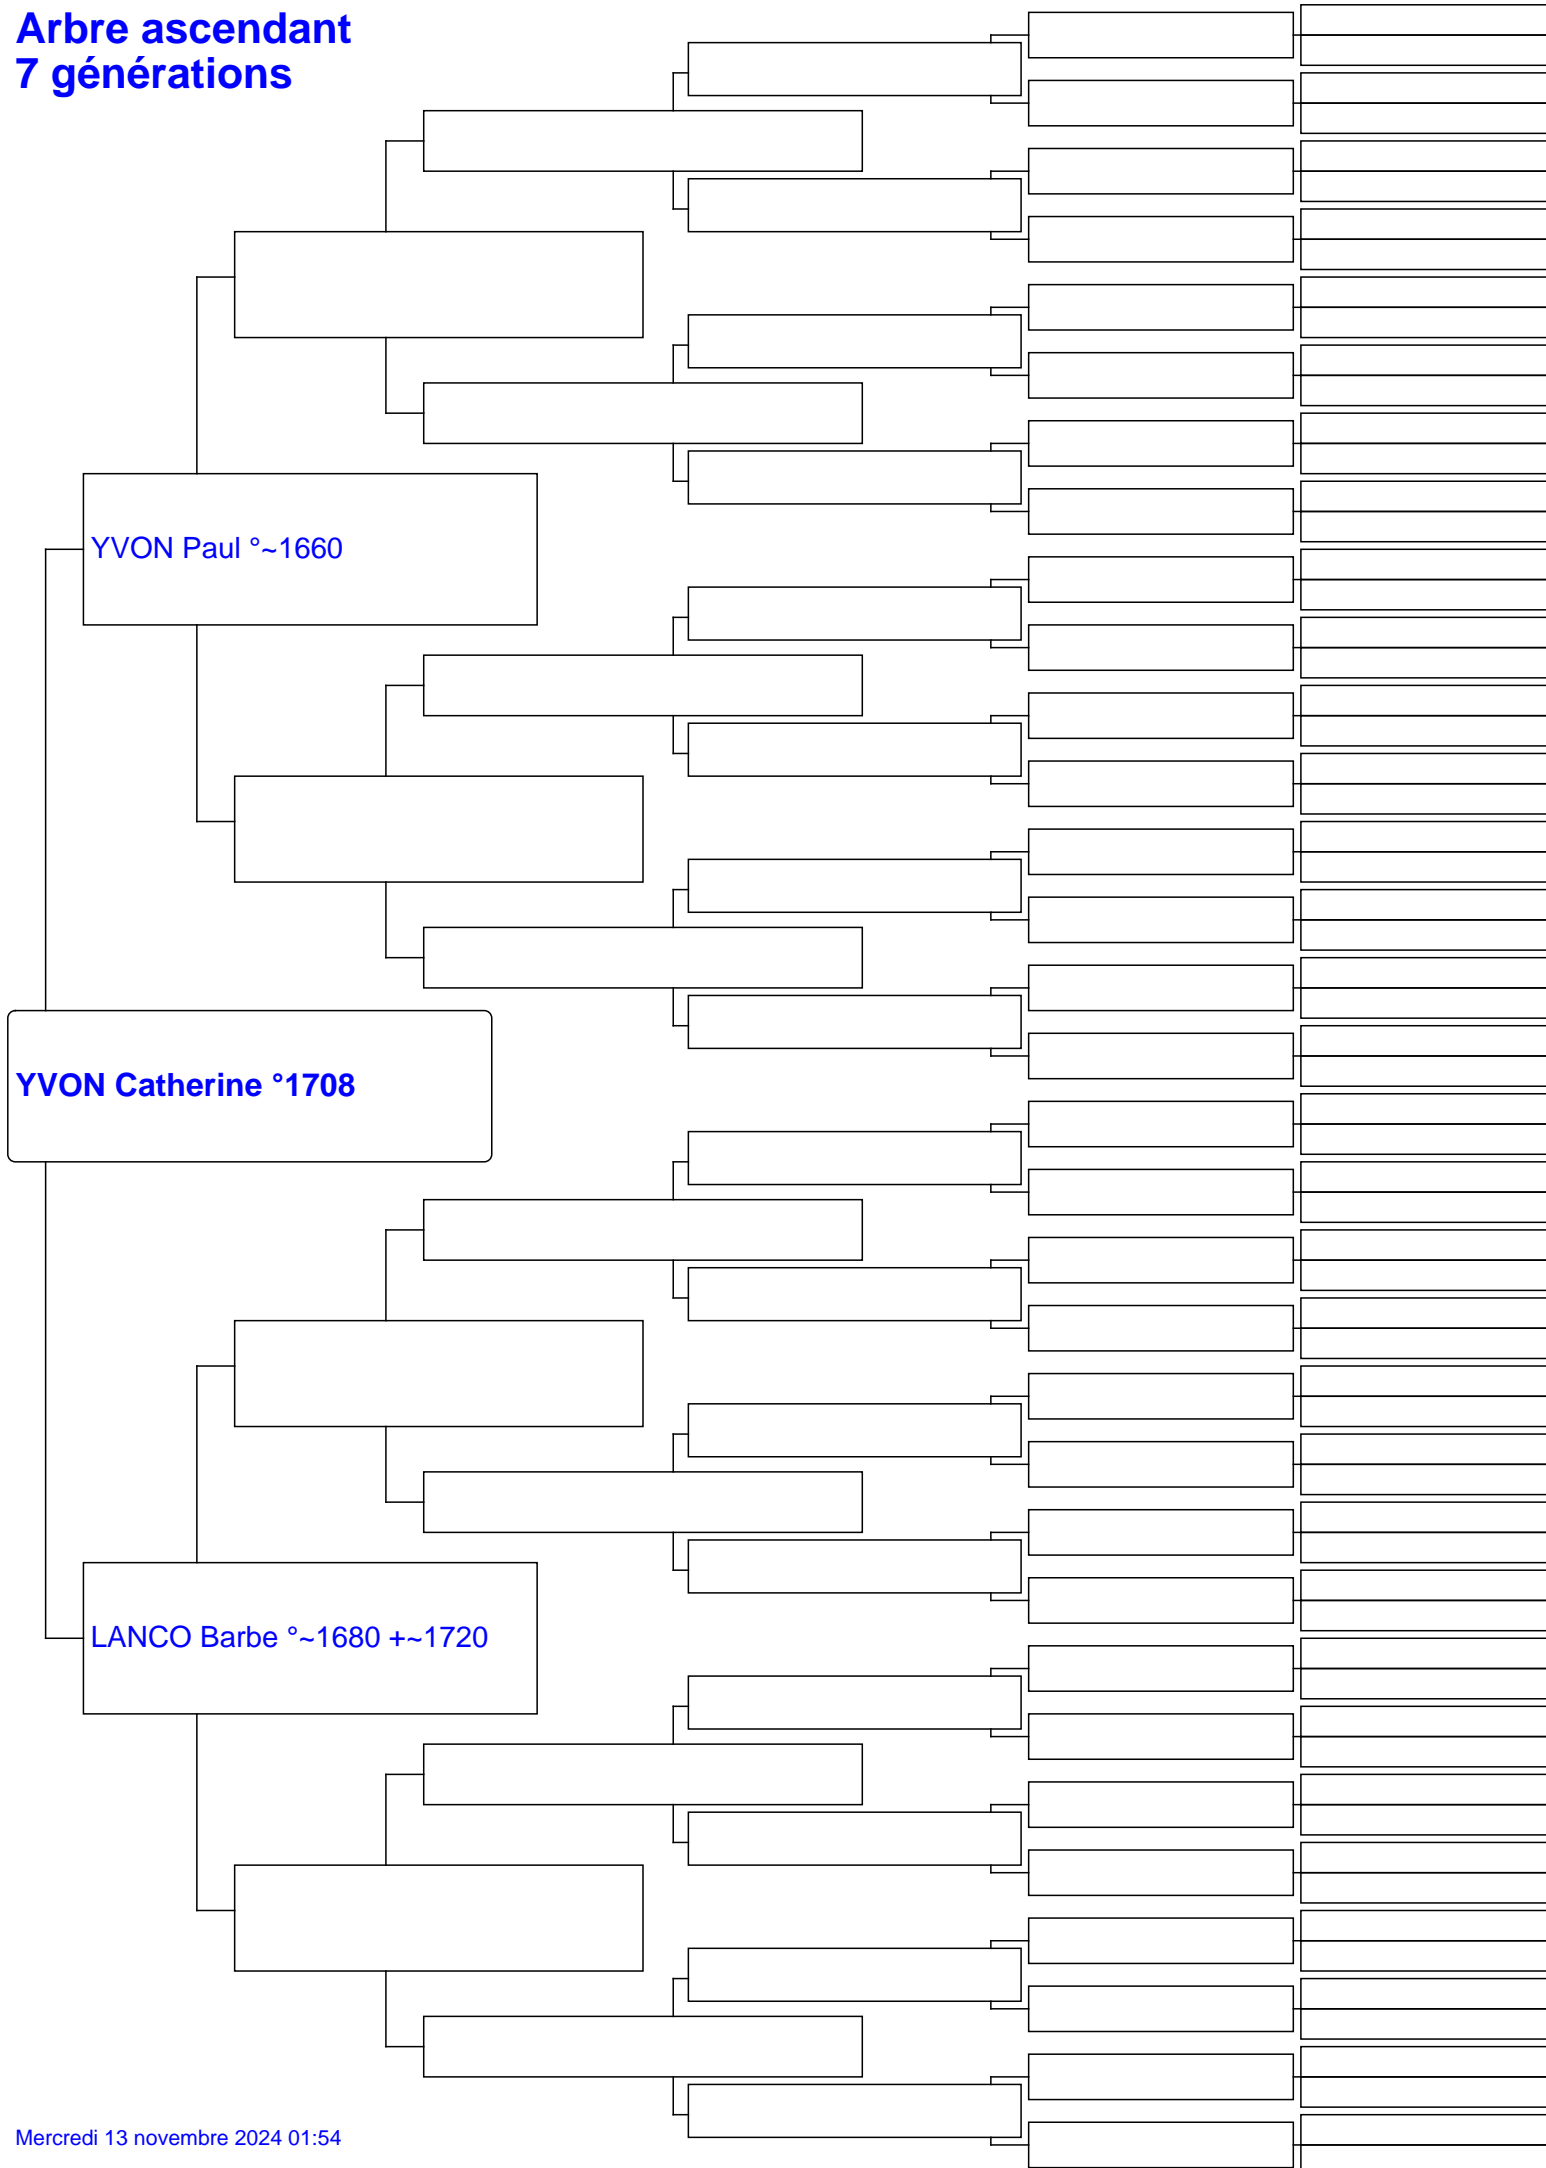 Arbre ascendant
7 générations
YVON Paul °~1660
YVON Catherine °1708
LANCO Barbe °~1680 +~1720
Mercredi 13 novembre 2024 01:54